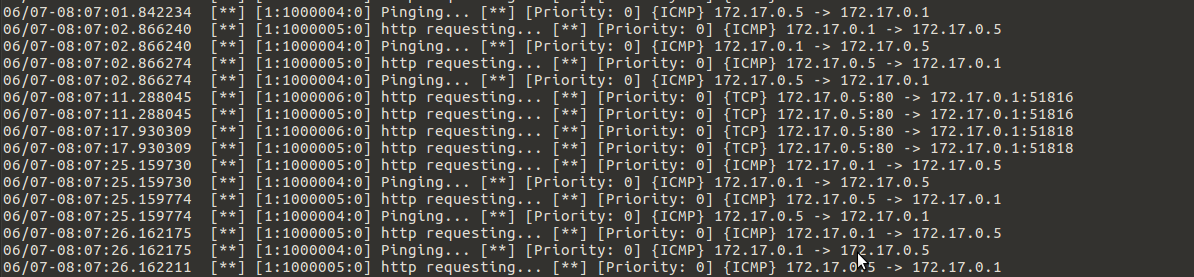 06/07-08:07:01.842234  [**] [1:1000004:0] Pinging... [**] [Priority: 0] {ICMP} 172.17.0.5 -> 172.17.0.1
06/07-08:07:02.866240  [**] [1:1000005:0] http requesting... [**] [Priority: 0] {ICMP} 172.17.0.1 -> 172.17.0.5
06/07-08:07:02.866240  [**] [1:1000004:0] Pinging... [**] [Priority: 0] {ICMP} 172.17.0.1 -> 172.17.0.5
06/07-08:07:02.866274  [**] [1:1000005:0] http requesting... [**] [Priority: 0] {ICMP} 172.17.0.5 -> 172.17.0.1
06/07-08:07:02.866274  [**] [1:1000004:0] Pinging... [**] [Priority: 0] {ICMP} 172.17.0.5 -> 172.17.0.1
06/07-08:07:11.288045  [**] [1:1000006:0] http requesting... [**] [Priority: 0] {TCP} 172.17.0.5:80 -> 172.17.0.1:51816
06/07-08:07:11.288045  [**] [1:1000005:0] http requesting... [**] [Priority: 0] {TCP} 172.17.0.5:80 -> 172.17.0.1:51816
06/07-08:07:17.930309  [**] [1:1000006:0] http requesting... [**] [Priority: 0] {TCP} 172.17.0.5:80 -> 172.17.0.1:51818
06/07-08:07:17.930309  [**] [1:1000005:0] http requesting... [**] [Priority: 0] {TCP} 172.17.0.5:80 -> 172.17.0.1:51818
06/07-08:07:25.159730  [**] [1:1000005:0] http requesting... [**] [Priority: 0] {ICMP} 172.17.0.1 -> 172.17.0.5
06/07-08:07:25.159730  [**] [1:1000004:0] Pinging... [**] [Priority: 0] {ICMP} 172.17.0.1 -> 172.17.0.5
06/07-08:07:25.159774  [**] [1:1000005:0] http requesting... [**] [Priority: 0] {ICMP} 172.17.0.5 -> 172.17.0.1
06/07-08:07:25.159774  [**] [1:1000004:0] Pinging... [**] [Priority: 0] {ICMP} 172.17.0.5 -> 172.17.0.1
06/07-08:07:26.162175  [**] [1:1000005:0] http requesting... [**] [Priority: 0] {ICMP} 172.17.0.1 -> 172.17.0.5
06/07-08:07:26.162175  [**] [1:1000004:0] Pinging... [**] [Priority: 0] {ICMP} 172.17.0.1 -> 172.17.0.5
06/07-08:07:26.162211  [**] [1:1000005:0] http requesting... [**] [Priority: 0] {ICMP} 172.17.0.5 -> 172.17.0.1